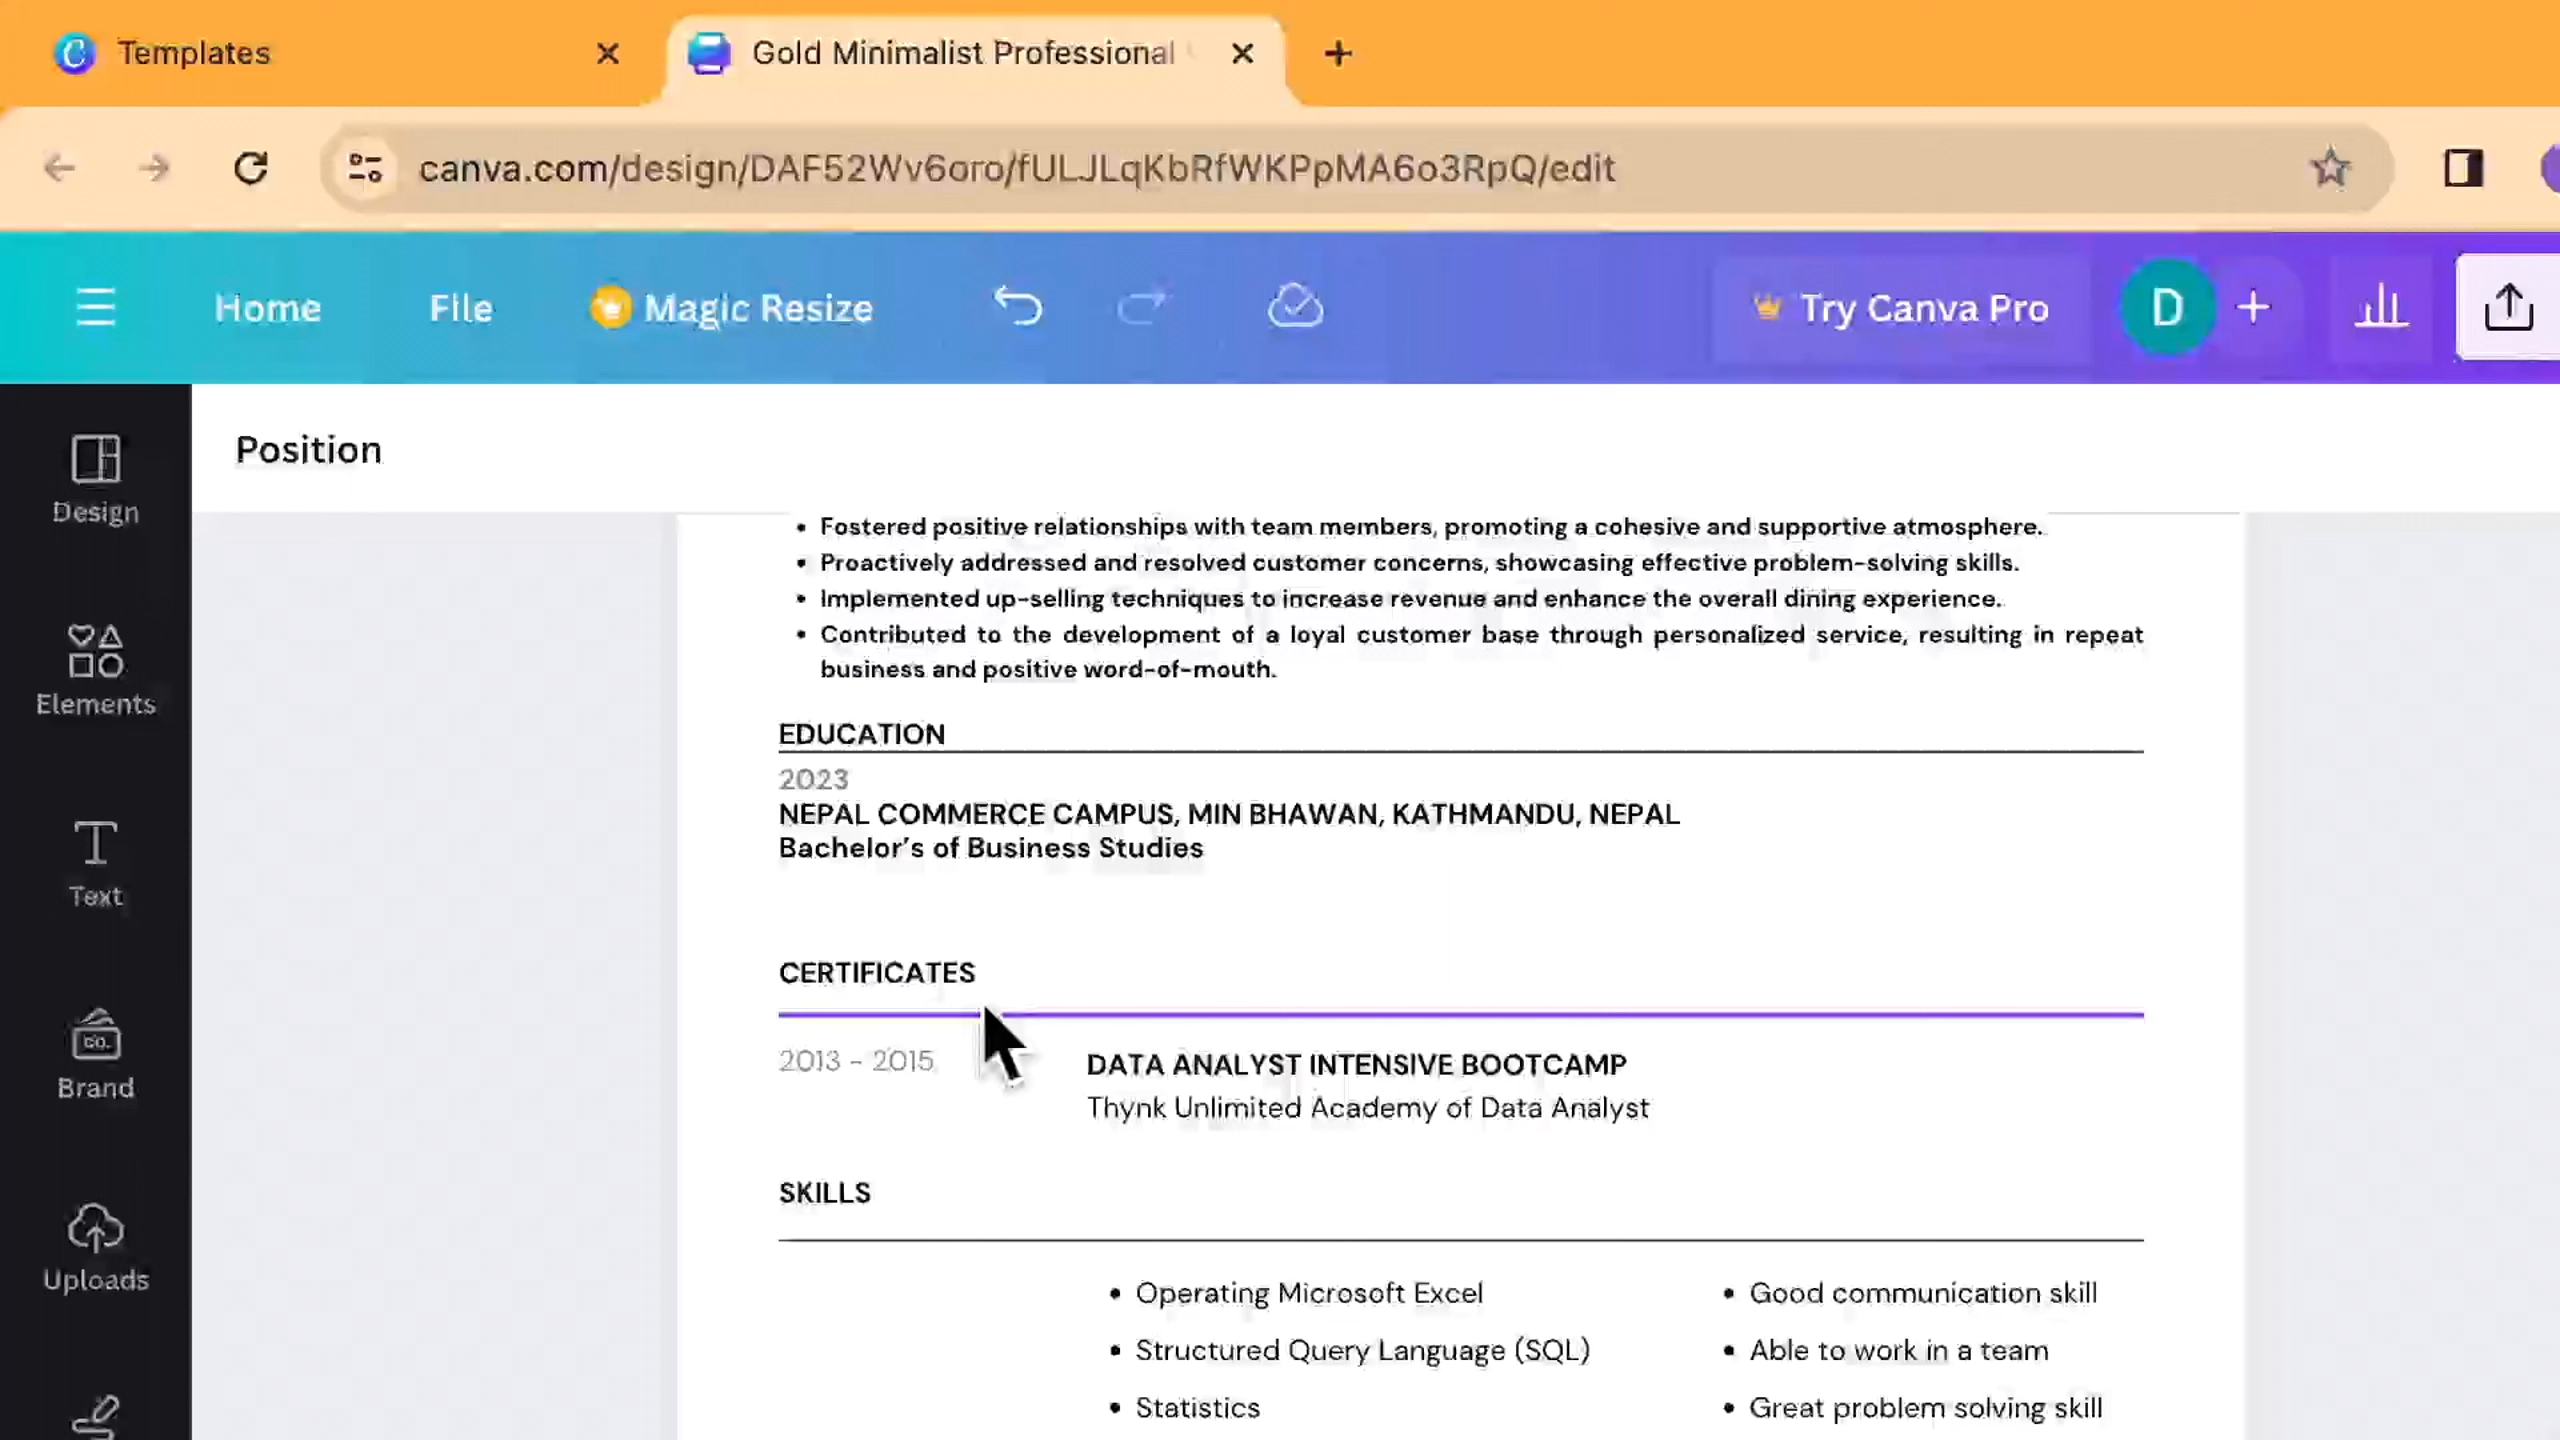 Templates
Gold Minimalist Professional
canva.com/design/DAF52Wv6oro/fULJLqKbRfWKPpMA6o3RpQ/edit
Home File Magic Resize Try Canva Pro D
Position
Design
Elements
Text
CO.
Brand
Uploads
• Fostered positive relationships with team members, promoting a cohesive and supportive atmosphere.
• Proactively addressed and resolved customer concerns, showcasing effective problem-solving skills.
• Implemented up-selling techniques to increase revenue and enhance the overall dining experience.
• Contributed to the development of a loyal customer base through personalized service, resulting in repeat
business and positive word-of-mouth.
EDUCATION
2023
NEPAL COMMERCE CAMPUS, MIN BHAWAN, KATHMANDU, NEPAL
Bachelor's of Business Studies
CERTIFICATES
2013 - 2015 DATA ANALYST INTENSIVE BOOTCAMP
Thynk Unlimited Academy of Data Analyst
SKILLS
• Operating Microsoft Excel • Good communication skill
• Structured Query Language (SQL) • Able to work in a team
• Statistics • Great problem solving skill